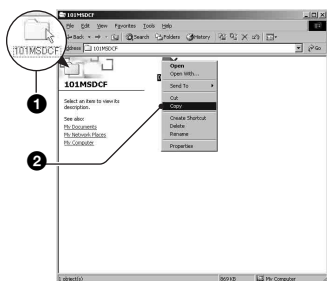 101MSDCF
File Edit View Favorites Tools Help
Back Search Folders History
Address 101MSDCF Go
101MSDCF
1
101MSDCF
Select an item to view its
description.
See also:
My Documents
My Network Places
My Computer
2
Open
Open With...
Send To
Cut
Copy
Create Shortcut
Delete
Rename
Properties
1 object(s) 869 KB My Computer